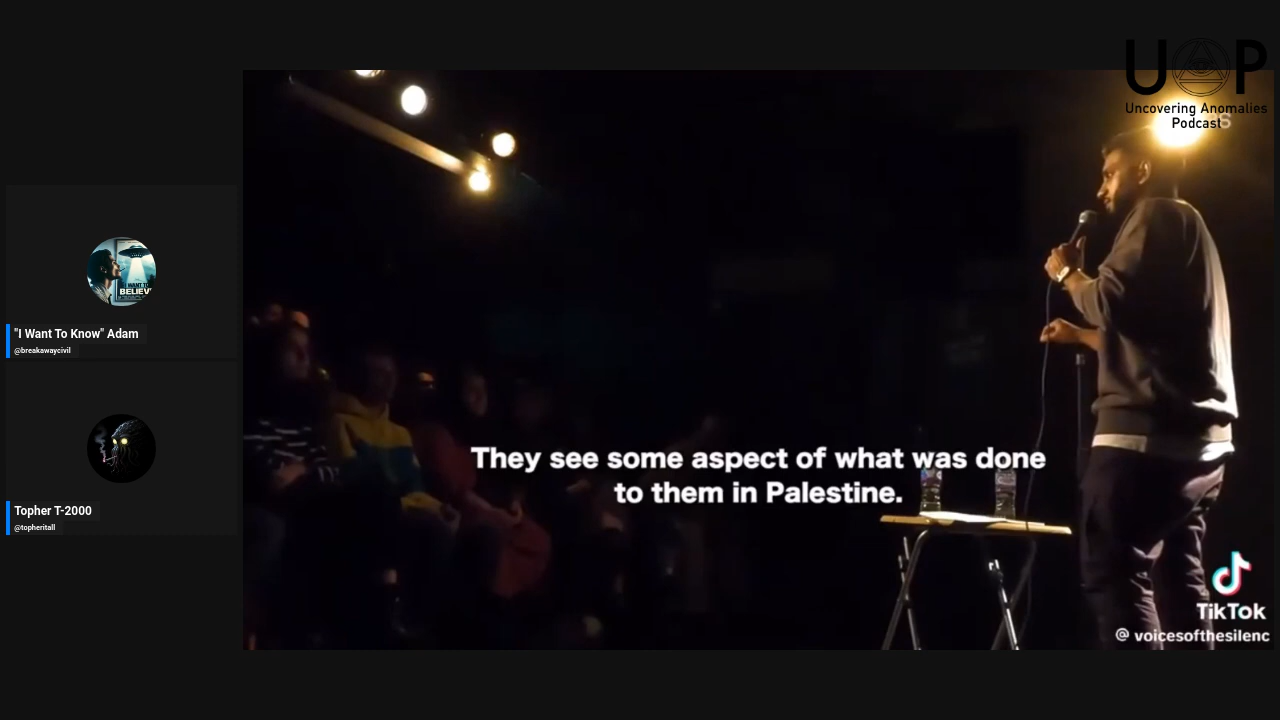 UAP
Uncovering Anomalies
Podcast
"I Want To Know" Adam
@breakawaycivil
Topher T-2000
@topheritall
They see some aspect of what was done
to them in Palestine.
TikTok
@ voicesofthesilenc